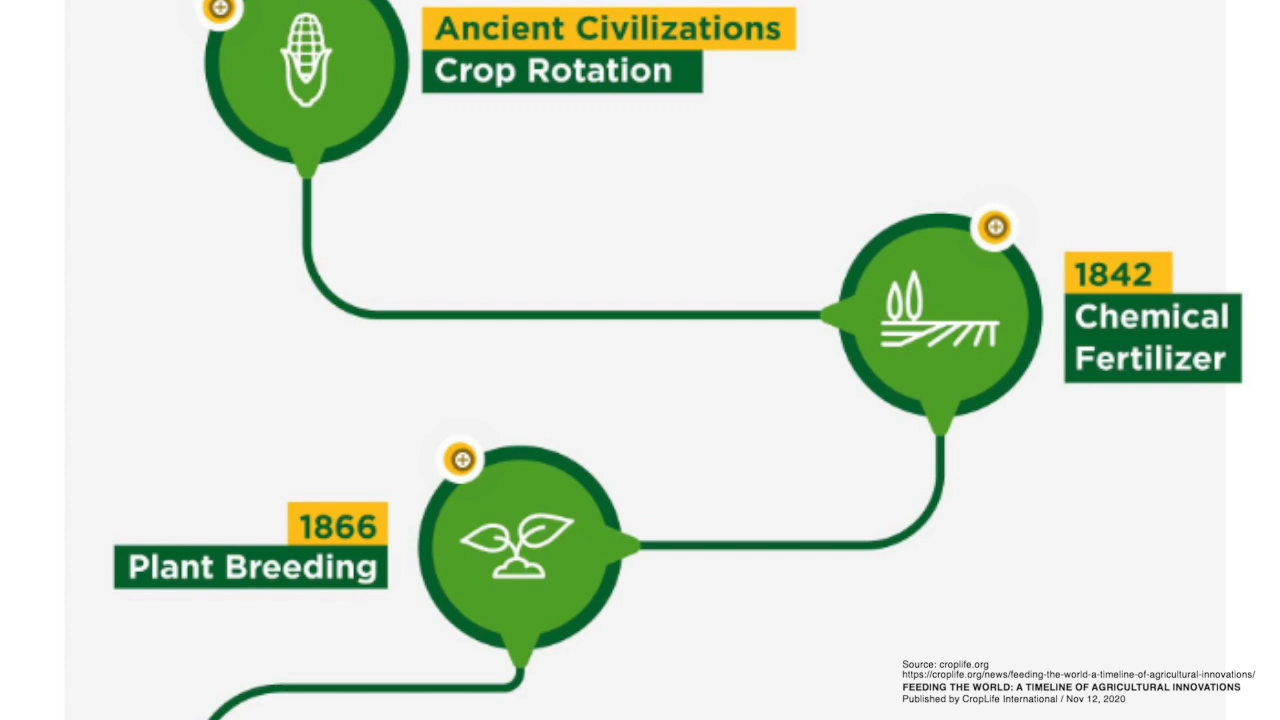 Ancient Civilizations
Crop Rotation
1842
Chemical
Fertilizer
1866
Plant Breeding
Source: croplife.org
https://croplife.org/news/feeding-the-world-a-timeline-of-agricultural-innovations/
FEEDING THE WORLD: A TIMELINE OF AGRICULTURAL INNOVATIONS
Published by CropLife International / Nov 12, 2020